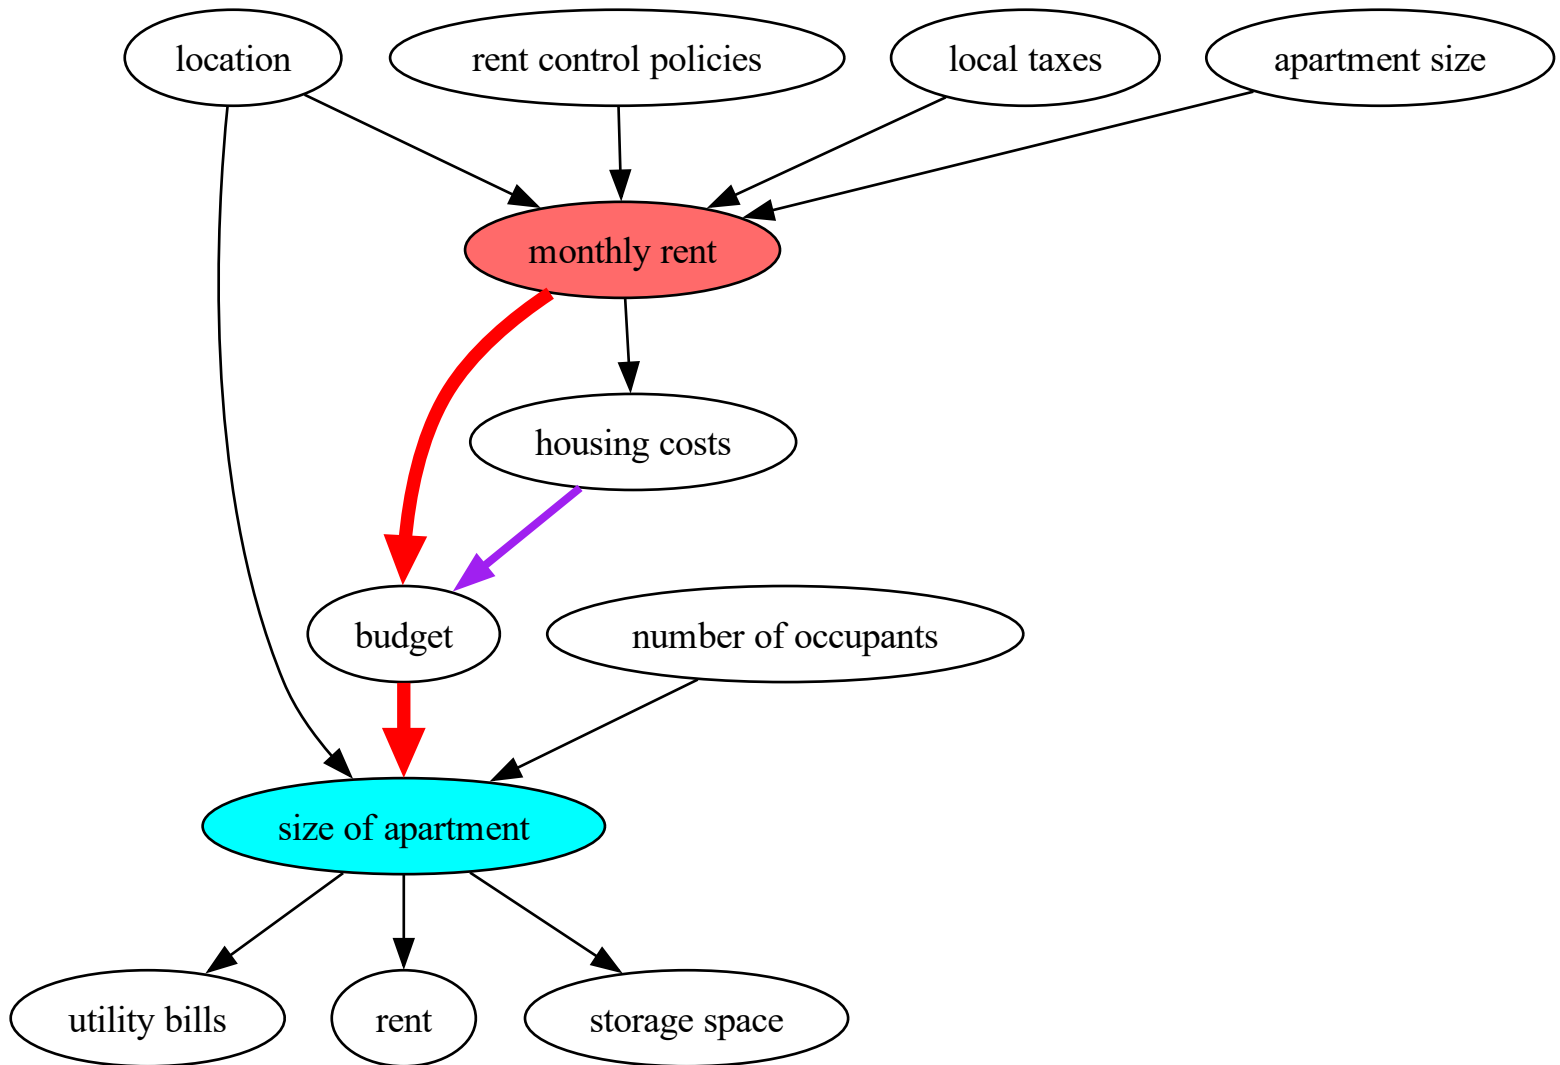 location
rent control policies
local taxes
apartment size
monthly rent
housing costs
budget
number of occupants
size of apartment
utility bills
rent
storage space